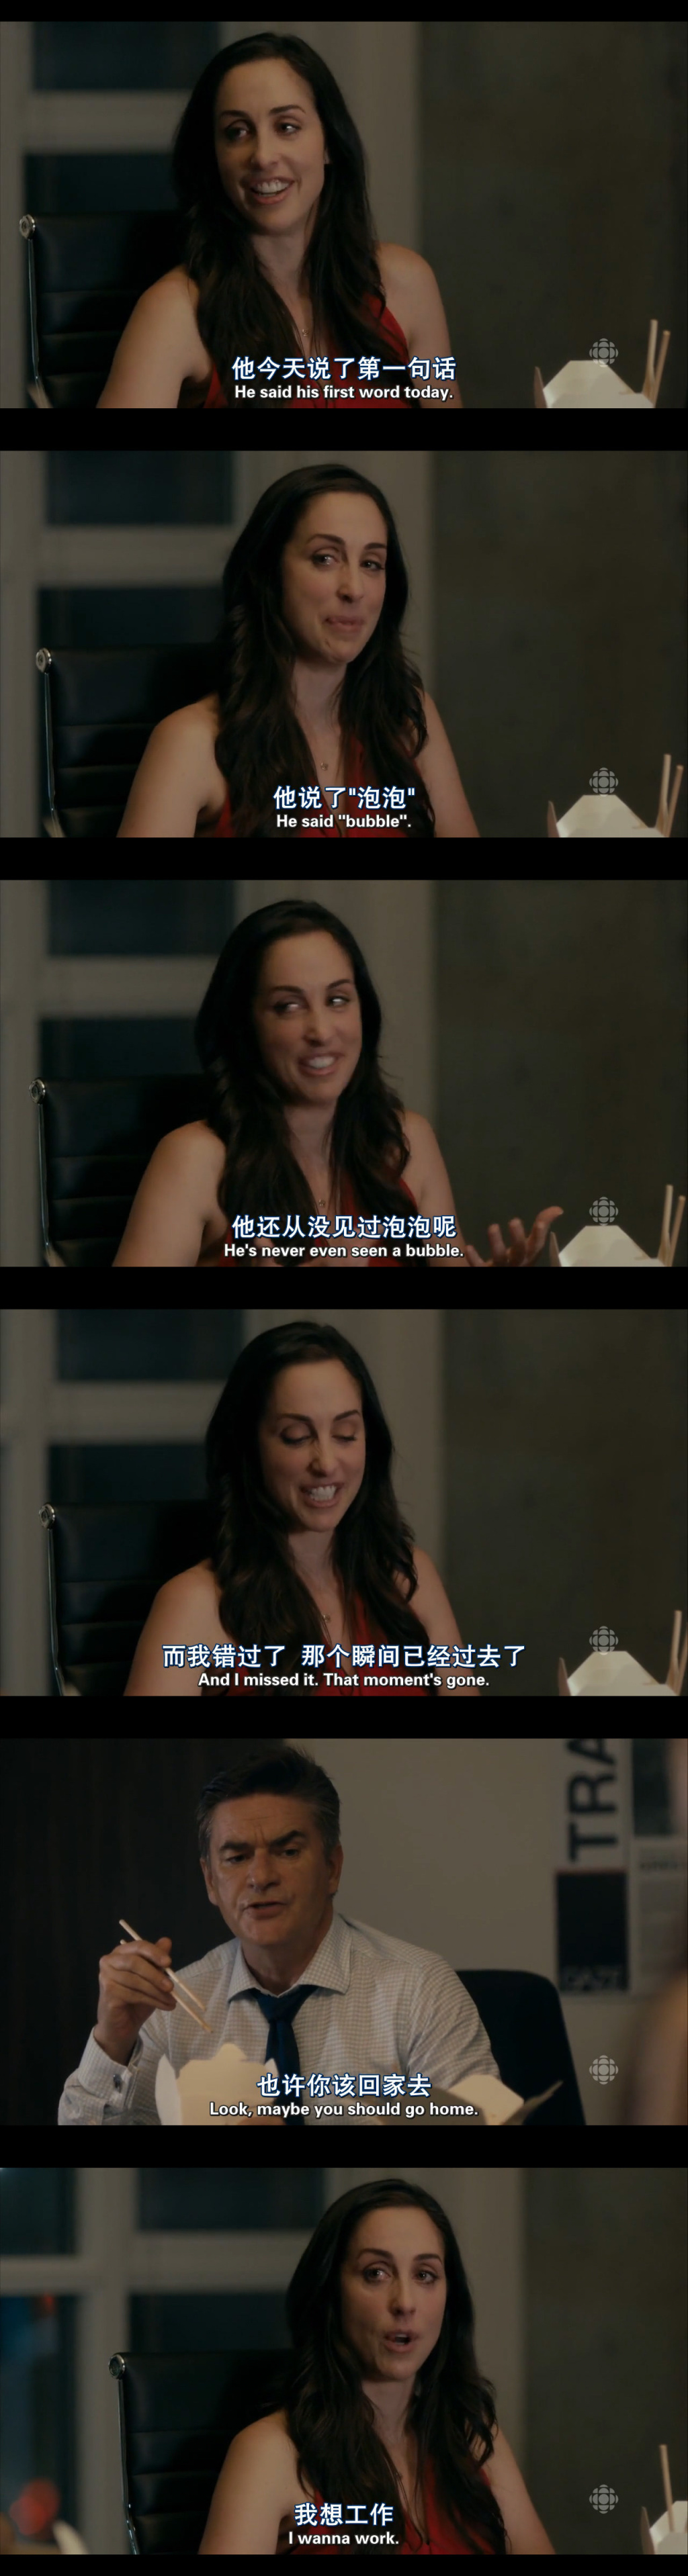 他今天说了第一句话
He said his first word today.
他说了"泡泡"
He said "bubble".
他还从没见过泡泡呢
He's never even seen a bubble.
而我错过了 那个瞬间已经过去了
And I missed it. That moment's gone.
TRA
也许你该回家去
Look, maybe you should go home.
我想工作
I wanna work.